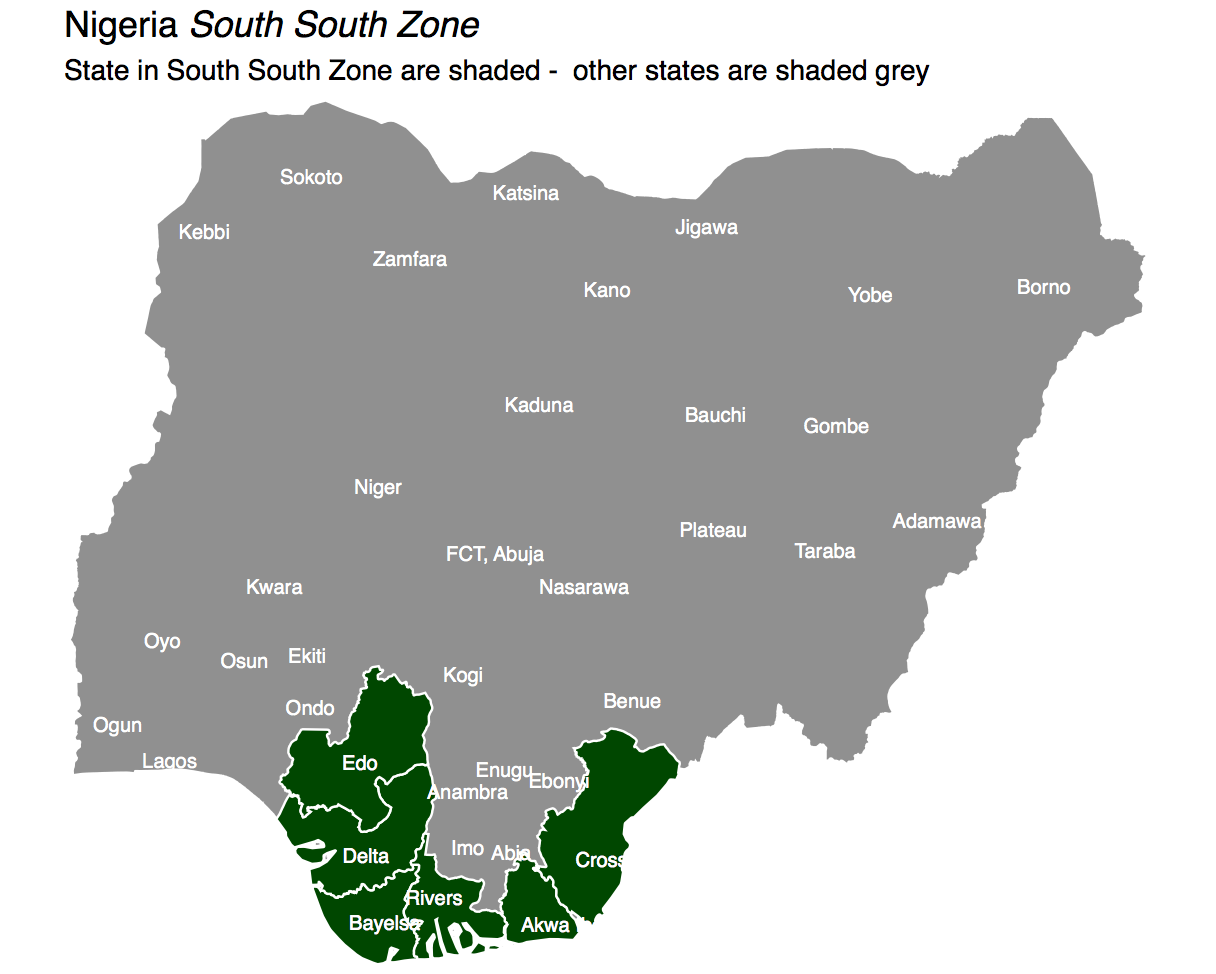 Nigeria South South Zone
State in South South Zone are shaded -  other states are shaded grey
Sokoto
Katsina
Kebbi
Jigawa
Zamfara
Kano
Yobe
Borno
Kaduna
Bauchi
Gombe
Niger
Plateau
Adamawa
FCT, Abuja
Taraba
Kwara
Nasarawa
Oyo
Osun
Ekiti
Kogi
Ondo
Benue
Ogun
Lagos
Edo
Enugu
Ebonyi
Anambra
Imo
Abia
Delta
Cross
Rivers
Bayelsa
Akwa